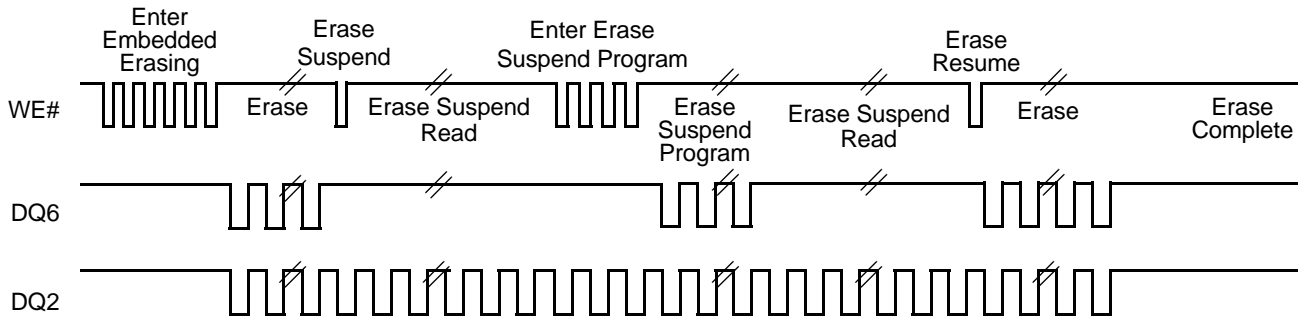 Enter
Embedded
Erasing
Erase
Suspend
Enter Erase
Suspend Program
Erase
Resume
WE#
Erase
Erase Suspend
Read
Erase
Suspend
Program
Erase Suspend
Read
Erase
Erase
Complete
DQ6
DQ2